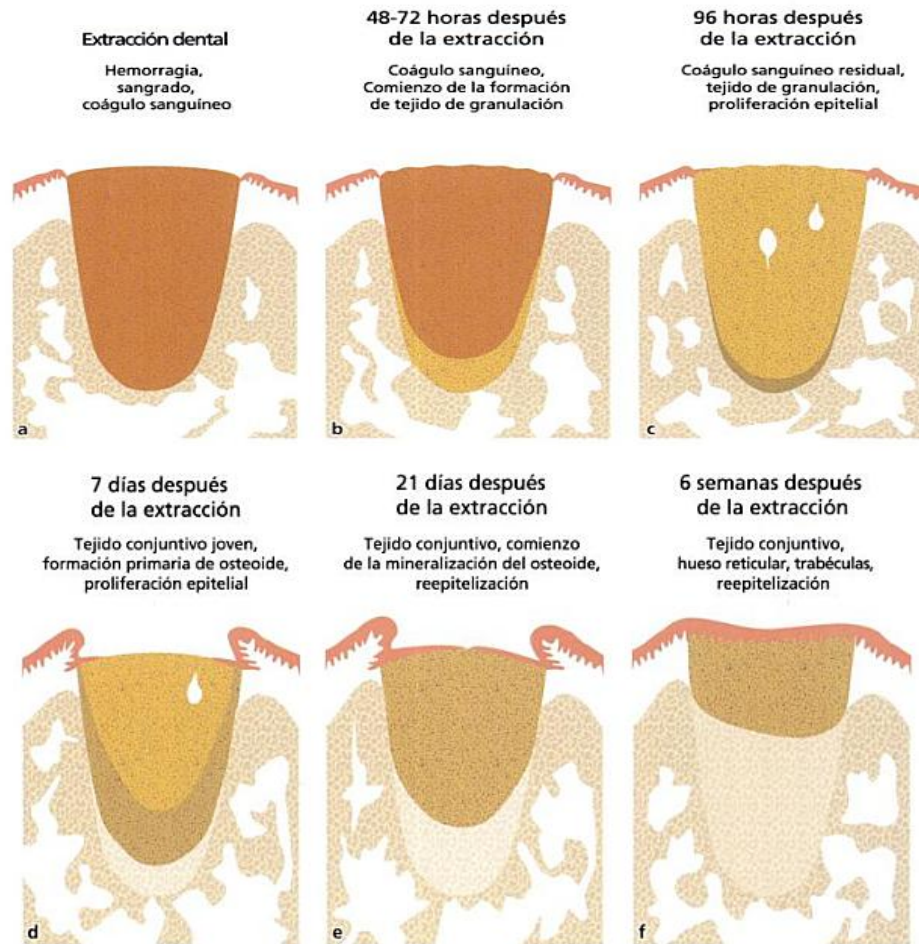 Extracción dental
Hemorragia,
sangrado,
coágulo sanguíneo
48-72 horas después
de la extracción
Coágulo sanguíneo,
Comienzo de la formación
de tejido de granulación
96 horas después
de la extracción
Coágulo sanguíneo residual,
tejido de granulación,
proliferación epitelial
a
b
c
7 días después
de la extracción
Tejido conjuntivo joven,
formación primaria de osteoide,
proliferación epitelial
21 días después
de la extracción
Tejido conjuntivo, comienzo
de la mineralización del osteoide,
reepitelización
6 semanas después
de la extracción
Tejido conjuntivo,
hueso reticular, trabéculas,
reepitelización
d
e
f